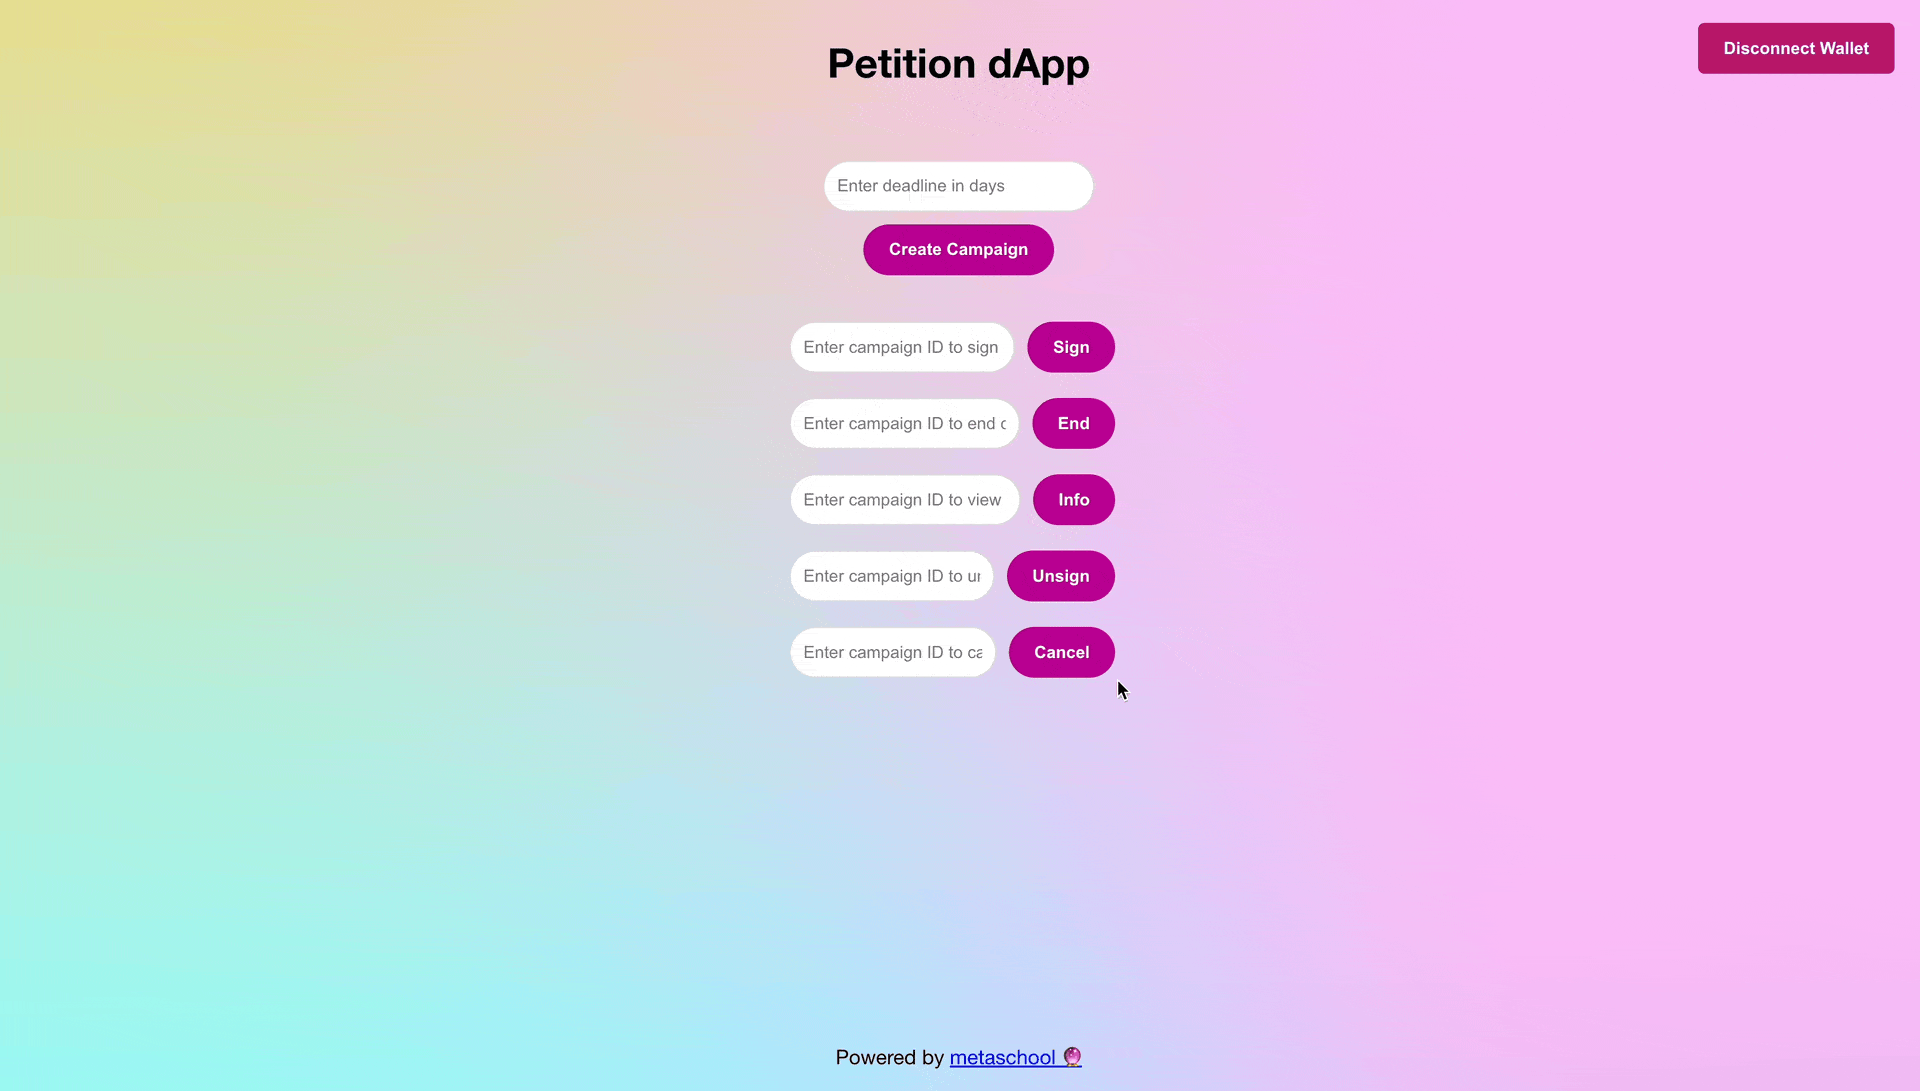 Disconnect Wallet
Petition dApp
Enter deadline in days
Create Campaign
Enter campaign ID to sign
Sign
Enter campaign ID to end
End
Enter campaign ID to view
Info
Enter campaign ID to
Unsign
Enter campaign ID to
Cancel
Powered by metaschool 🔮